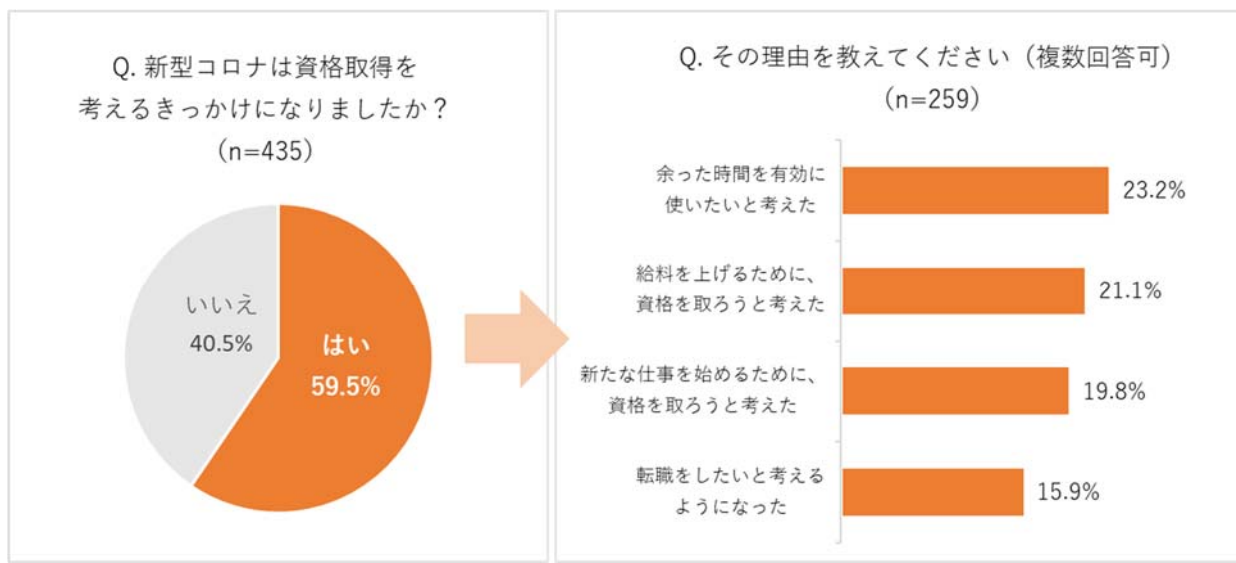 Q. 新型コロナは資格取得を
考えるきっかけになりましたか？
（n=435）
いいえ
40.5%
はい
59.5%
Q. その理由を教えてください（複数回答可）
（n=259）
余った時間を有効に
使いたいと考えた
23.2%
給料を上げるために、
資格を取ろうと考えた
21.1%
新たな仕事を始めるために、
資格を取ろうと考えた
19.8%
転職をしたいと考える
ようになった
15.9%